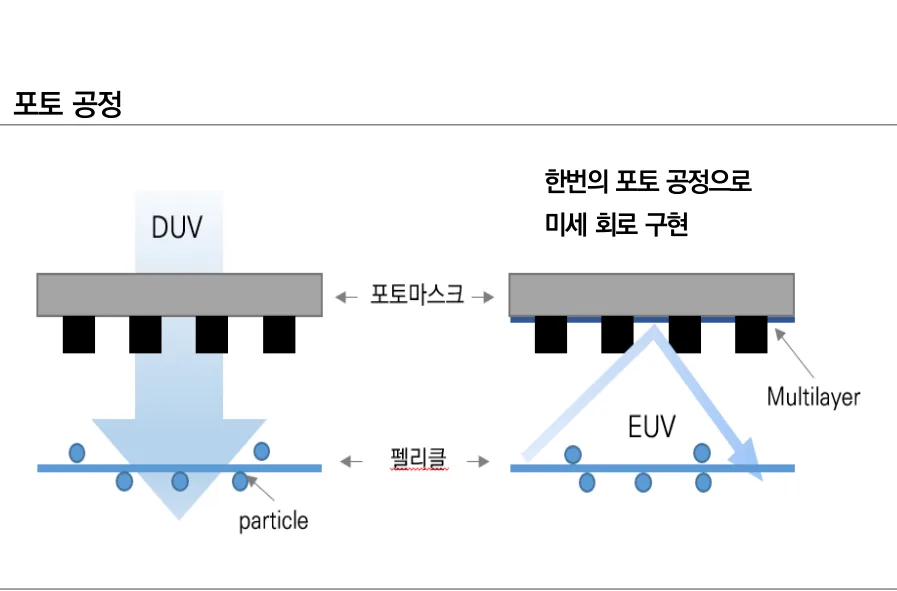 포토 공정
한번의 포토 공정으로
미세 회로 구현
DUV
포토마스크
Multilayer
EUV
펠리클
particle